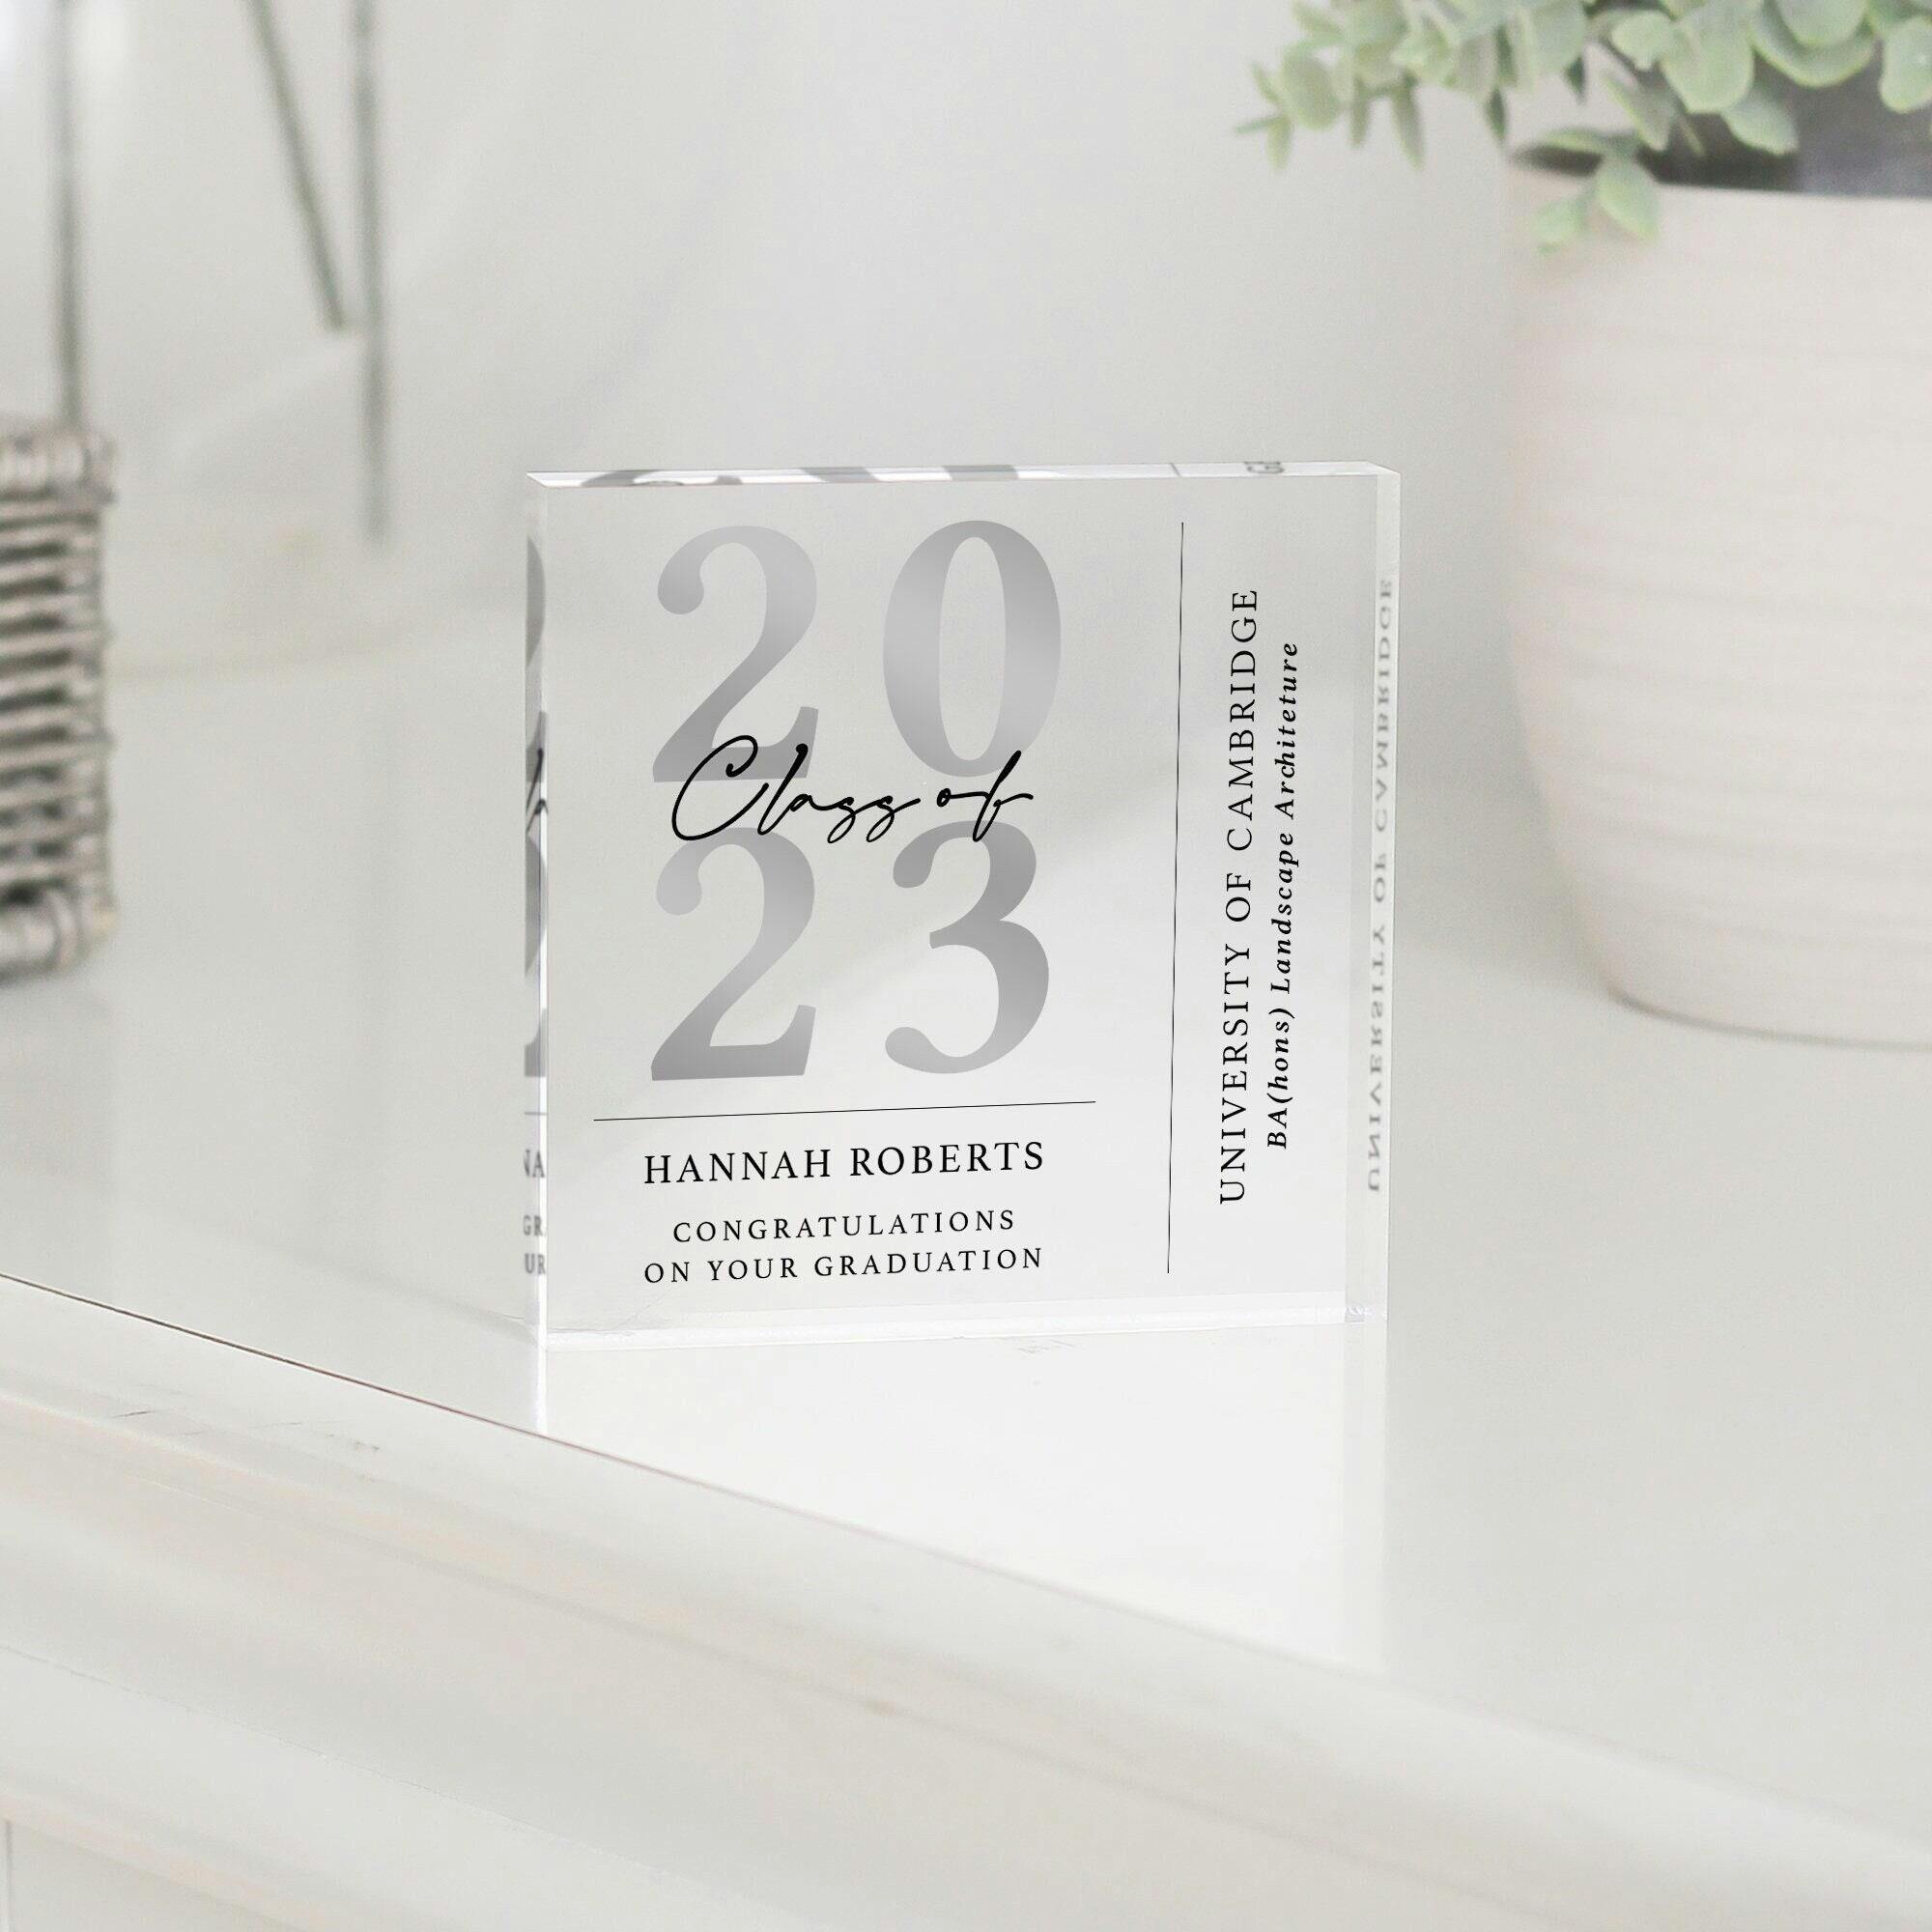 20
Class of
23
HANNAH ROBERTS
CONGRATULATIONS
ON YOUR GRADUATION
UNIVERSITY OF CAMBRIDGE
BA(hons) Landscape Architeture